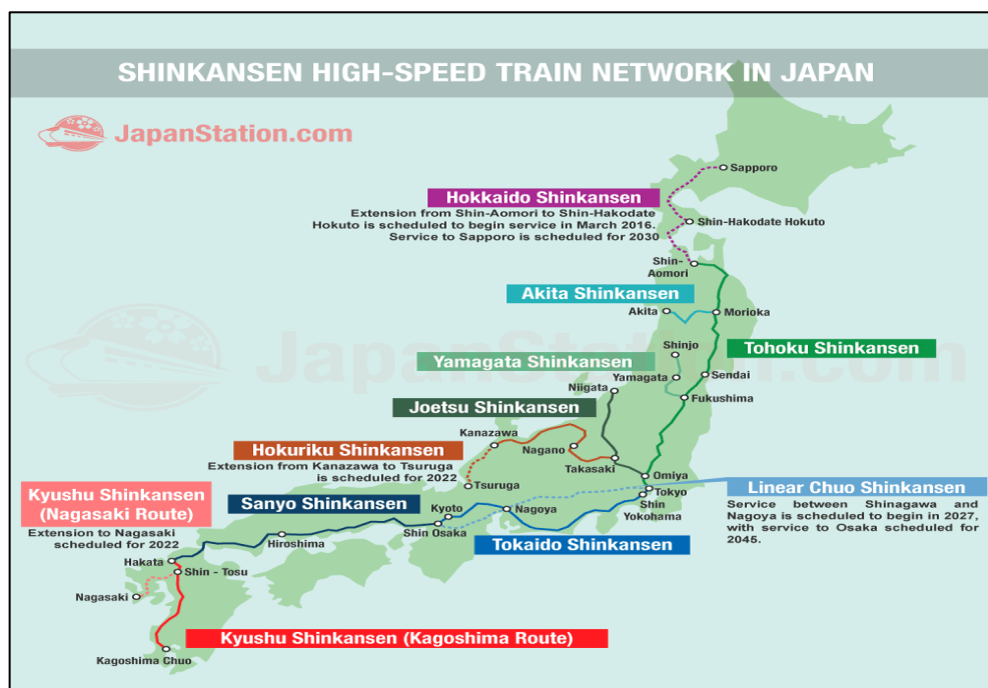 SHINKANSEN HIGH-SPEED TRAIN NETWORK IN JAPAN
JapanStation.com
Sapporo
Hokkaido Shinkansen
Extension from Shin-Aomori to Shin-Hakodate
Hokuto is scheduled to begin service in March 2016.
Service to Sapporo is scheduled for 2030
Shin-Hakodate Hokuto
Shin-
Aomori
Akita Shinkansen
Akita
Morioka
Shinjo
Tohoku Shinkansen
Yamagata Shinkansen
JapanStation.com
Yamagata
Sendai
Niigata
Fukushima
Joetsu Shinkansen
Kanazawa
Hokuriku Shinkansen
Nagano
Extension from Kanazawa to Tsuruga
is scheduled for 2022
Takasaki
Omiya
Tsuruga
Tokyo
Linear Chuo Shinkansen
Service between Shinagawa and
Nagoya is scheduled to begin in 2027,
with service to Osaka scheduled for
2045.
Kyushu Shinkansen
(Nagasaki Route)
Extension to Nagasaki
scheduled for 2022
Sanyo Shinkansen
Kyoto
Nagoya
Shin
Yokohama
Shin Osaka
Tokaido Shinkansen
Hiroshima
Hakata
Shin - Tosu
Nagasaki
Kyushu Shinkansen (Kagoshima Route)
Kagoshima Chuo